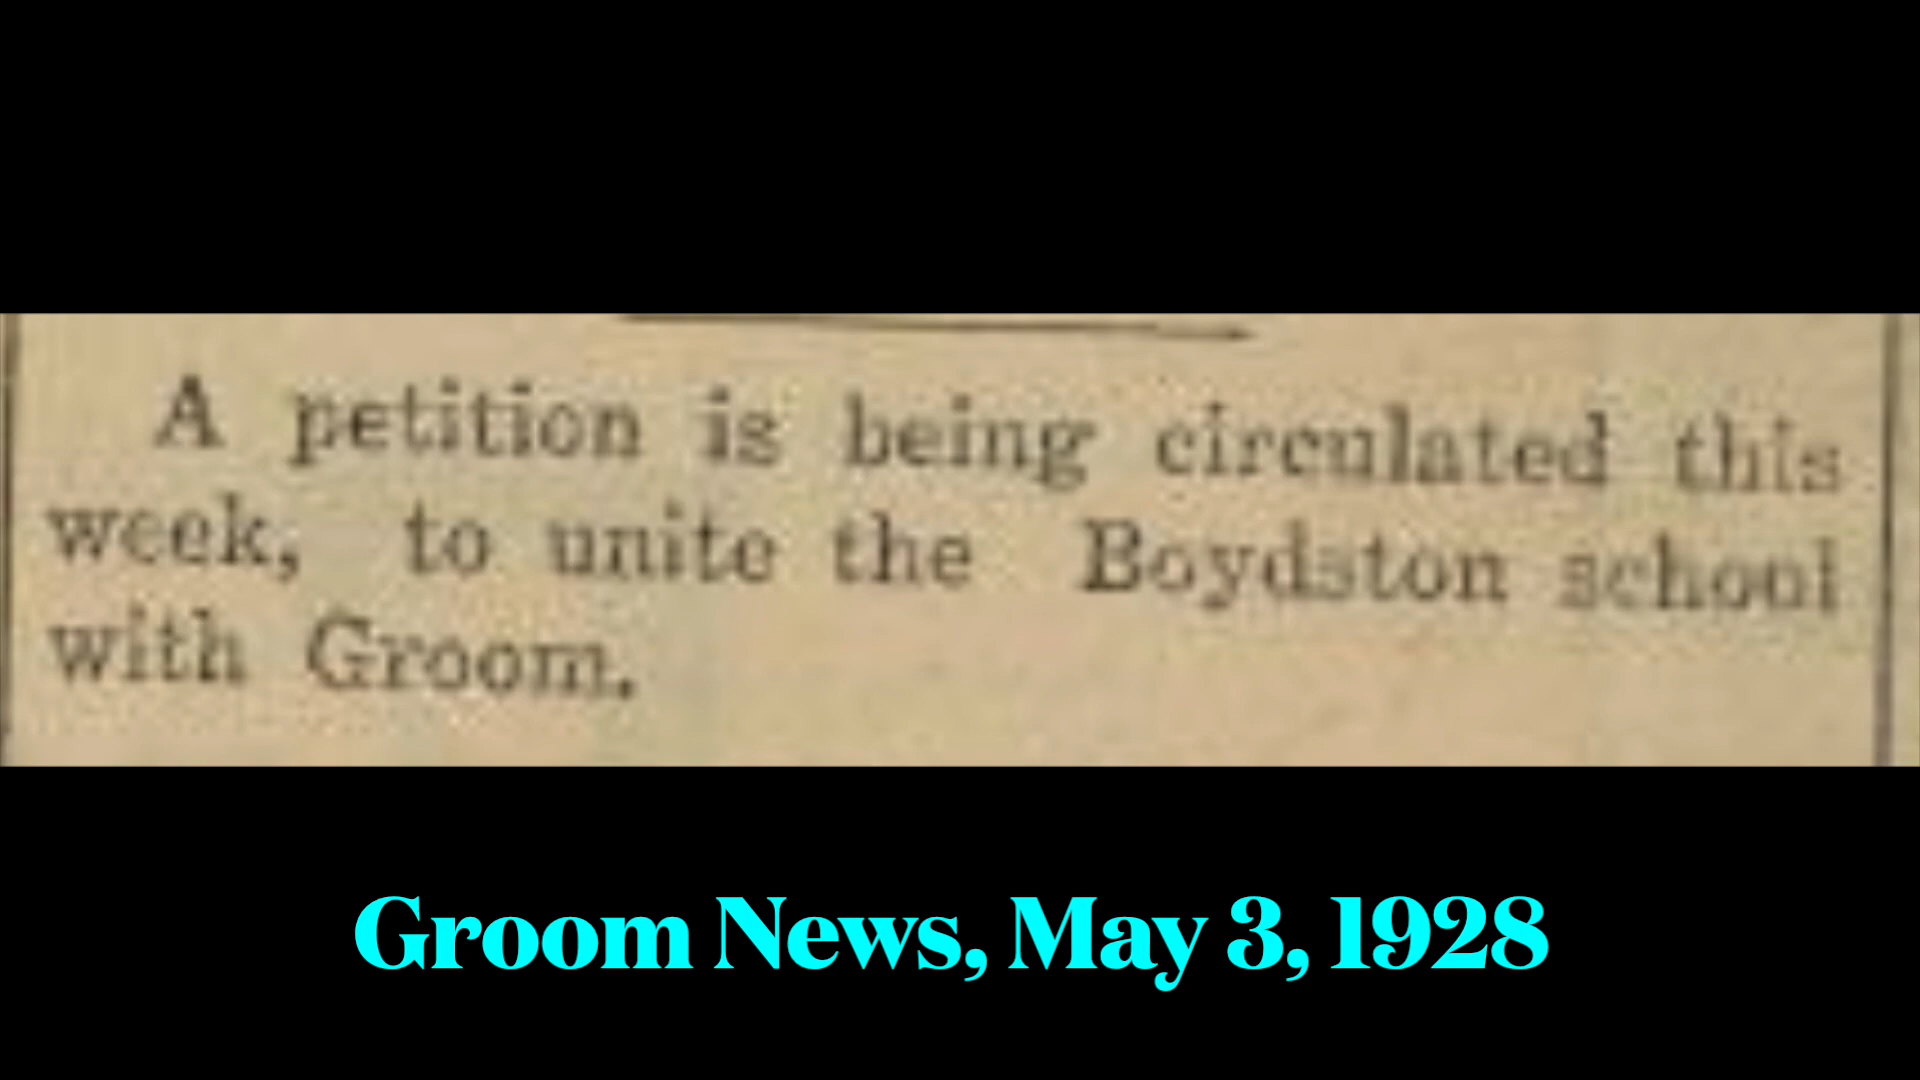 A petition is being circulated this
week, to unite the Boydston school
with Groom.
Groom News, May 3, 1928